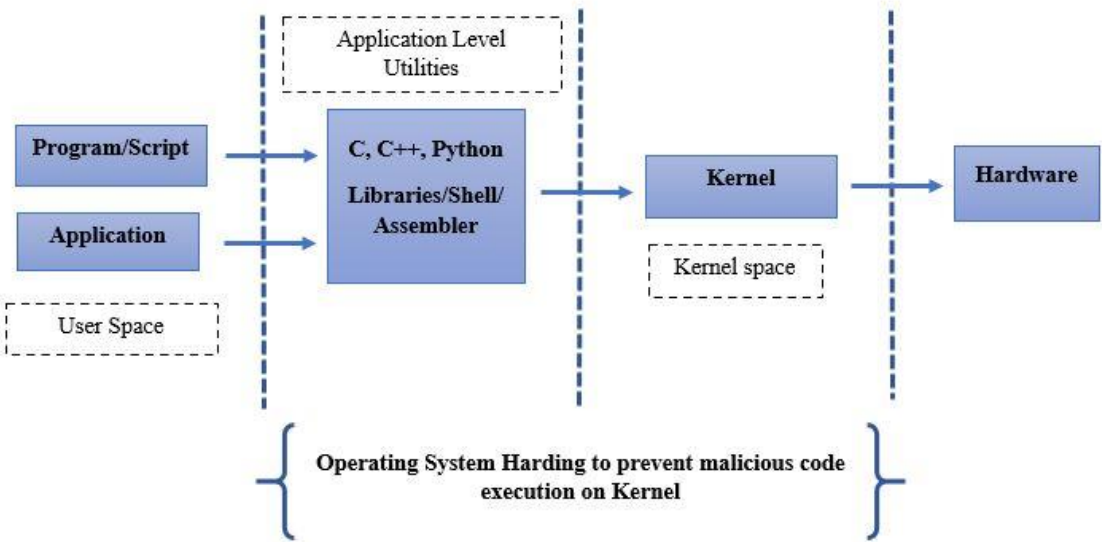 Application Level
Utilities
Program/Script
Application
User Space
C, C++, Python
Libraries/Shell/
Assembler
Kernel
Kernel space
Hardware
Operating System Harding to prevent malicious code
execution on Kernel